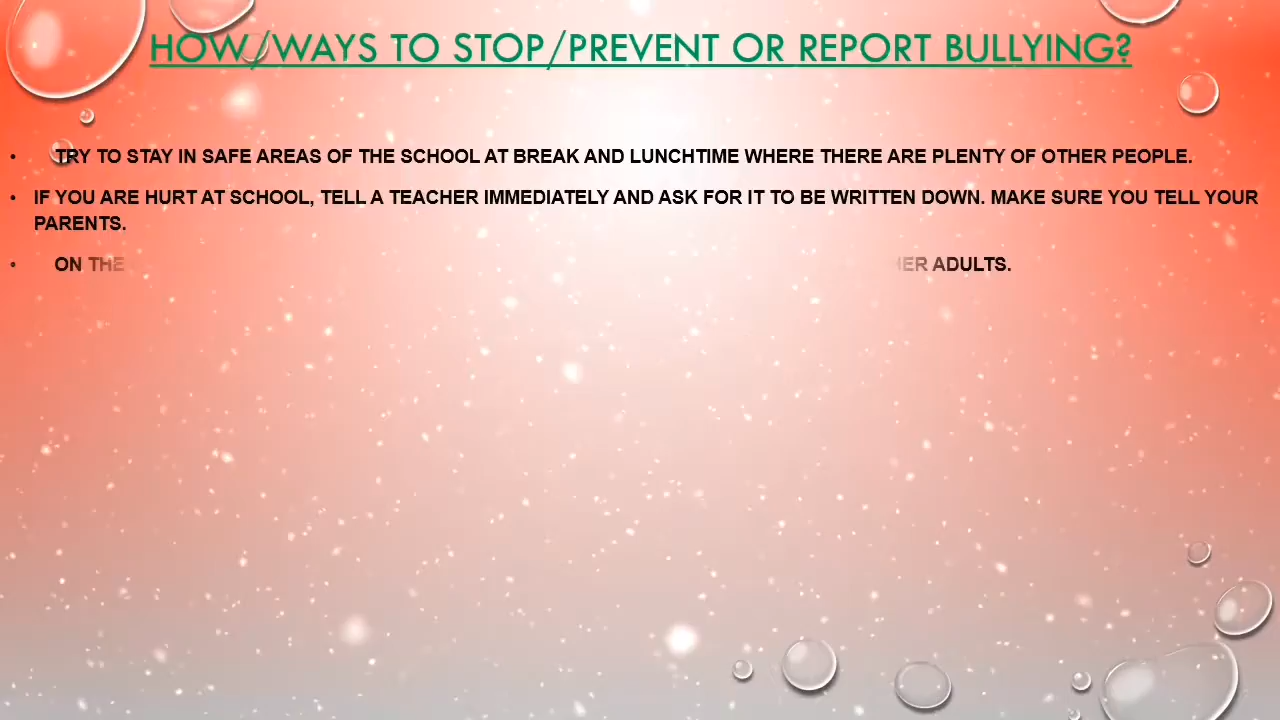 HOW/WAYS TO STOP/PREVENT OR REPORT BULLYING?
• TRY TO STAY IN SAFE AREAS OF THE SCHOOL AT BREAK AND LUNCHTIME WHERE THERE ARE PLENTY OF OTHER PEOPLE.
• IF YOU ARE HURT AT SCHOOL, TELL A TEACHER IMMEDIATELY AND ASK FOR IT TO BE WRITTEN DOWN. MAKE SURE YOU TELL YOUR
PARENTS.
• ON THE ADULTS.